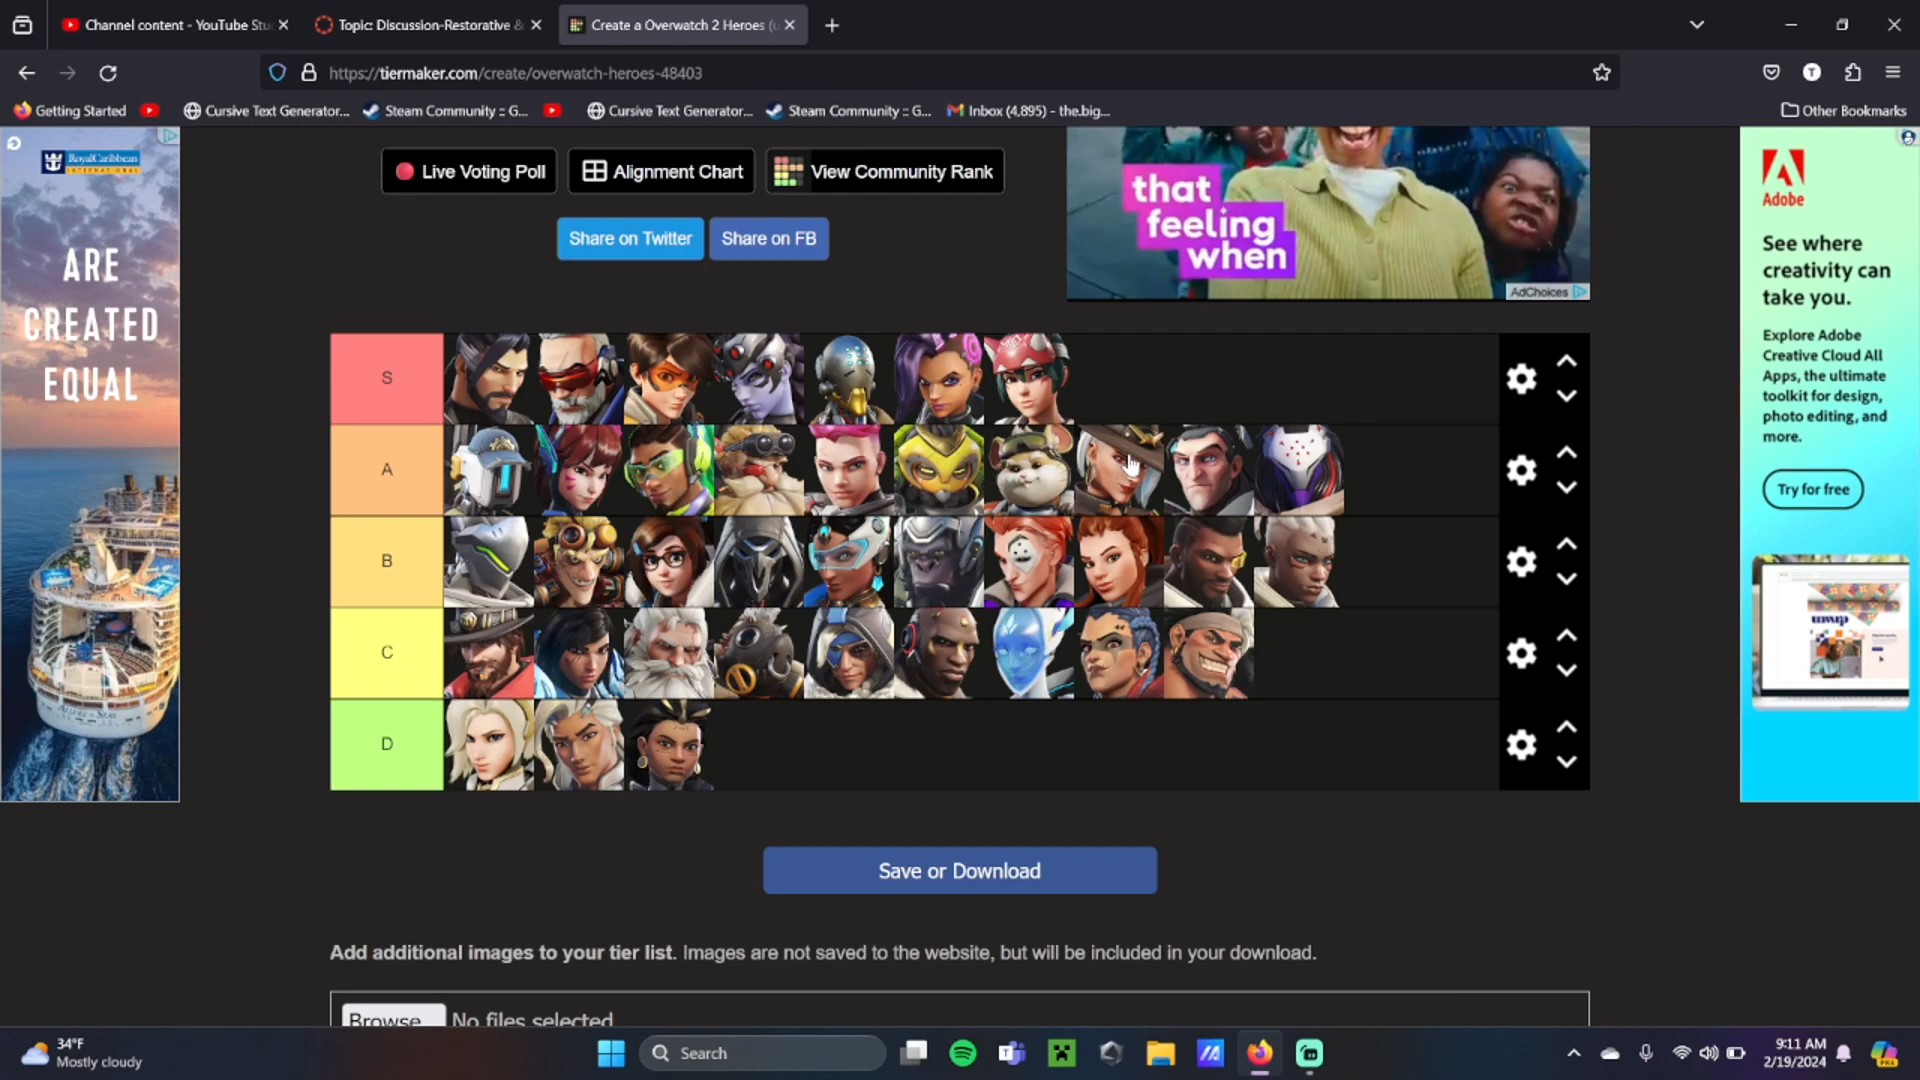 Channel content - YouTube Stu
Topic: Discussion-Restorative &
Create a Overwatch 2 Heroes (u
https://tiermaker.com/create/overwatch-heroes-48403
T
Getting Started
Cursive Text Generator...
Steam Community :: G...
Cursive Text Generator...
Steam Community :: G...
Inbox (4,895) - the.big...
Other Bookmarks
RoyalCaribbean
INTERNATIONAL
ARE
CREATED
EQUAL
Live Voting Poll
Alignment Chart
View Community Rank
Share on Twitter
Share on FB
that
feeling
when
AdChoices
Adobe
See where
creativity can
take you.
Explore Adobe
Creative Cloud All
Apps, the ultimate
toolkit for design,
photo editing, and
more.
Try for free
S
A
B
C
D
Save or Download
Add additional images to your tier list. Images are not saved to the website, but will be included in your download.
Browse... No files selected.
34°F
Mostly cloudy
Search
9:11 AM
2/19/2024